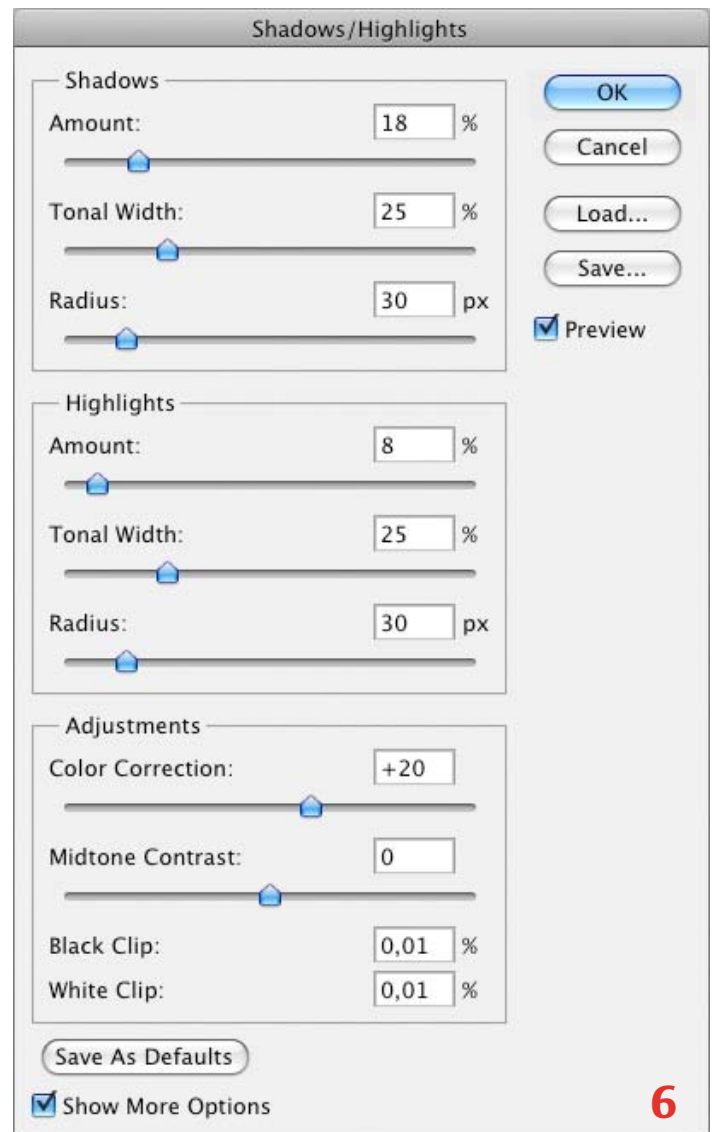 Shadows/Highlights
Shadows
Amount: 18 %
Tonal Width: 25 %
Radius: 30 px
Highlights
Amount: 8 %
Tonal Width: 25 %
Radius: 30 px
Adjustments
Color Correction: +20
Midtone Contrast: 0
Black Clip: 0,01 %
White Clip: 0,01 %
Save As Defaults
Show More Options
OK
Cancel
Load...
Save...
Preview
6